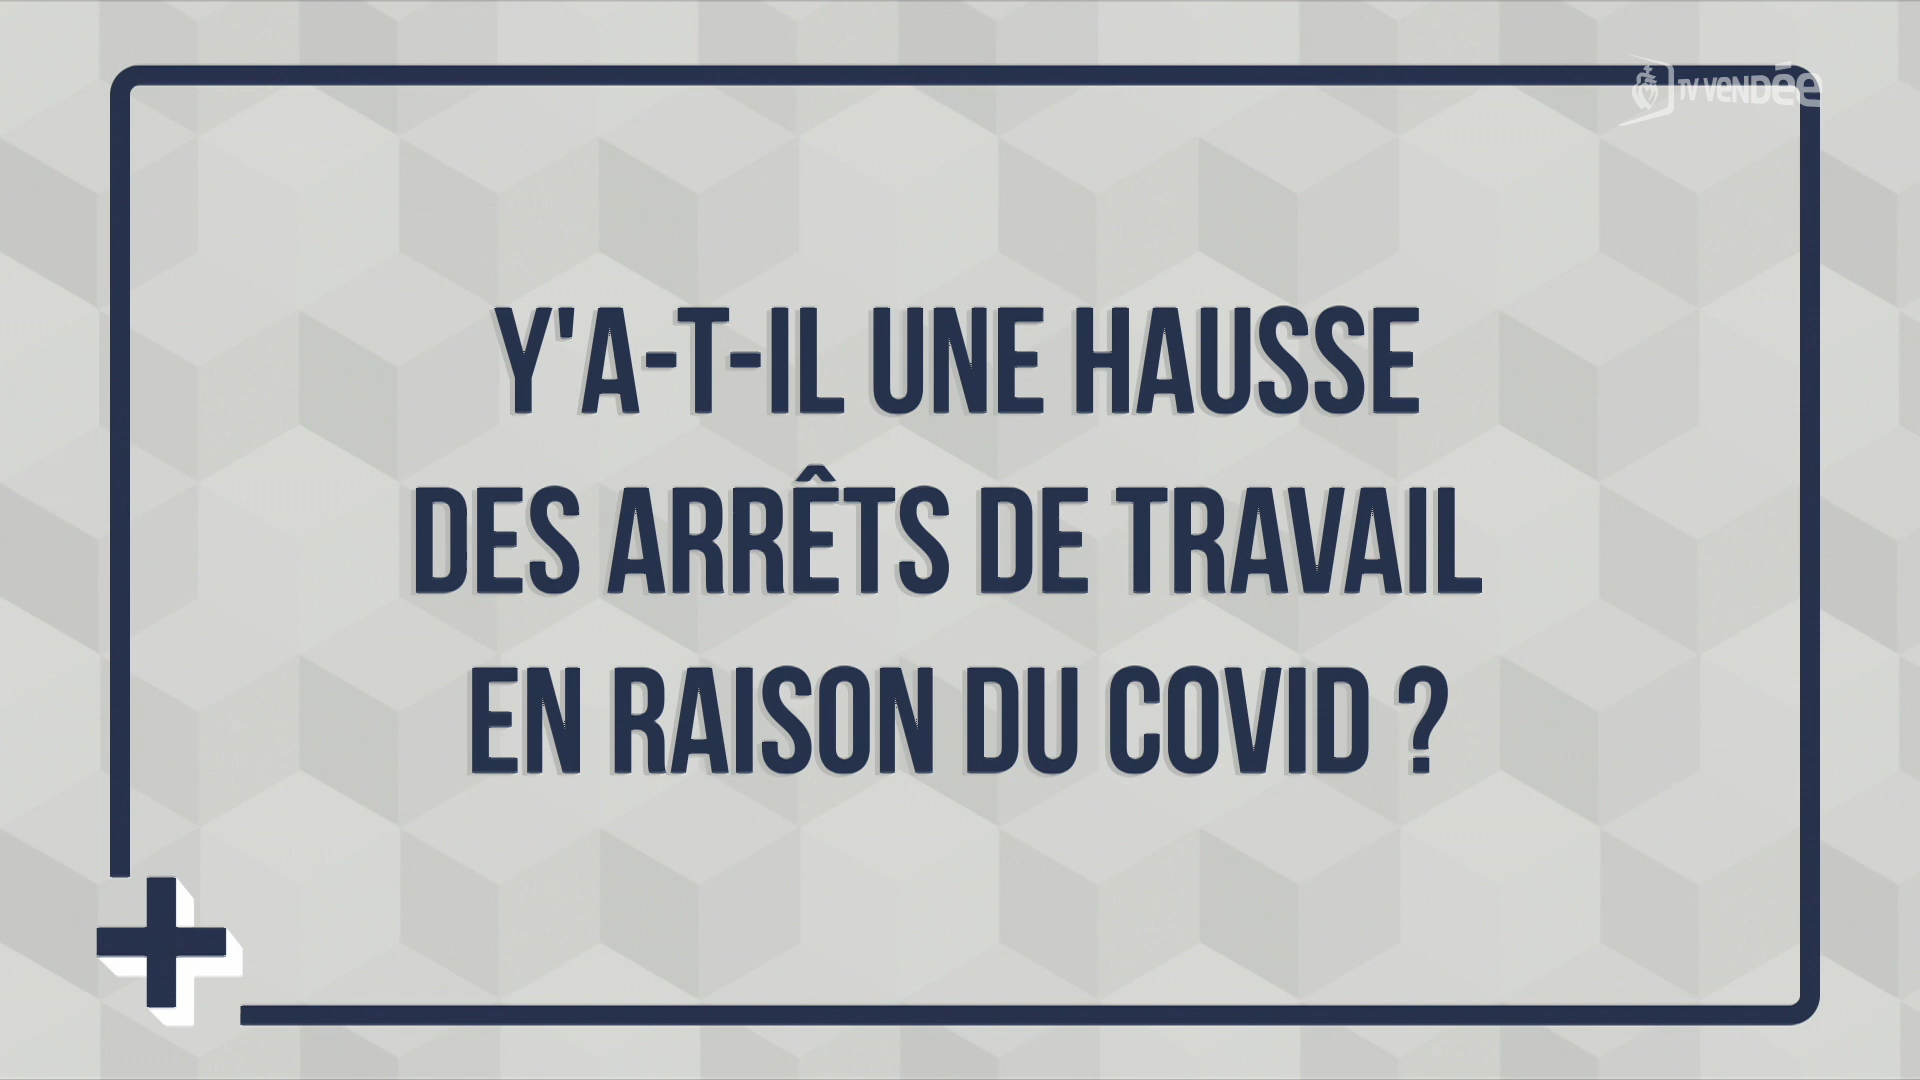 TV VENDÉE
Y'A-T-IL UNE HAUSSE
DES ARRÊTS DE TRAVAIL
EN RAISON DU COVID ?